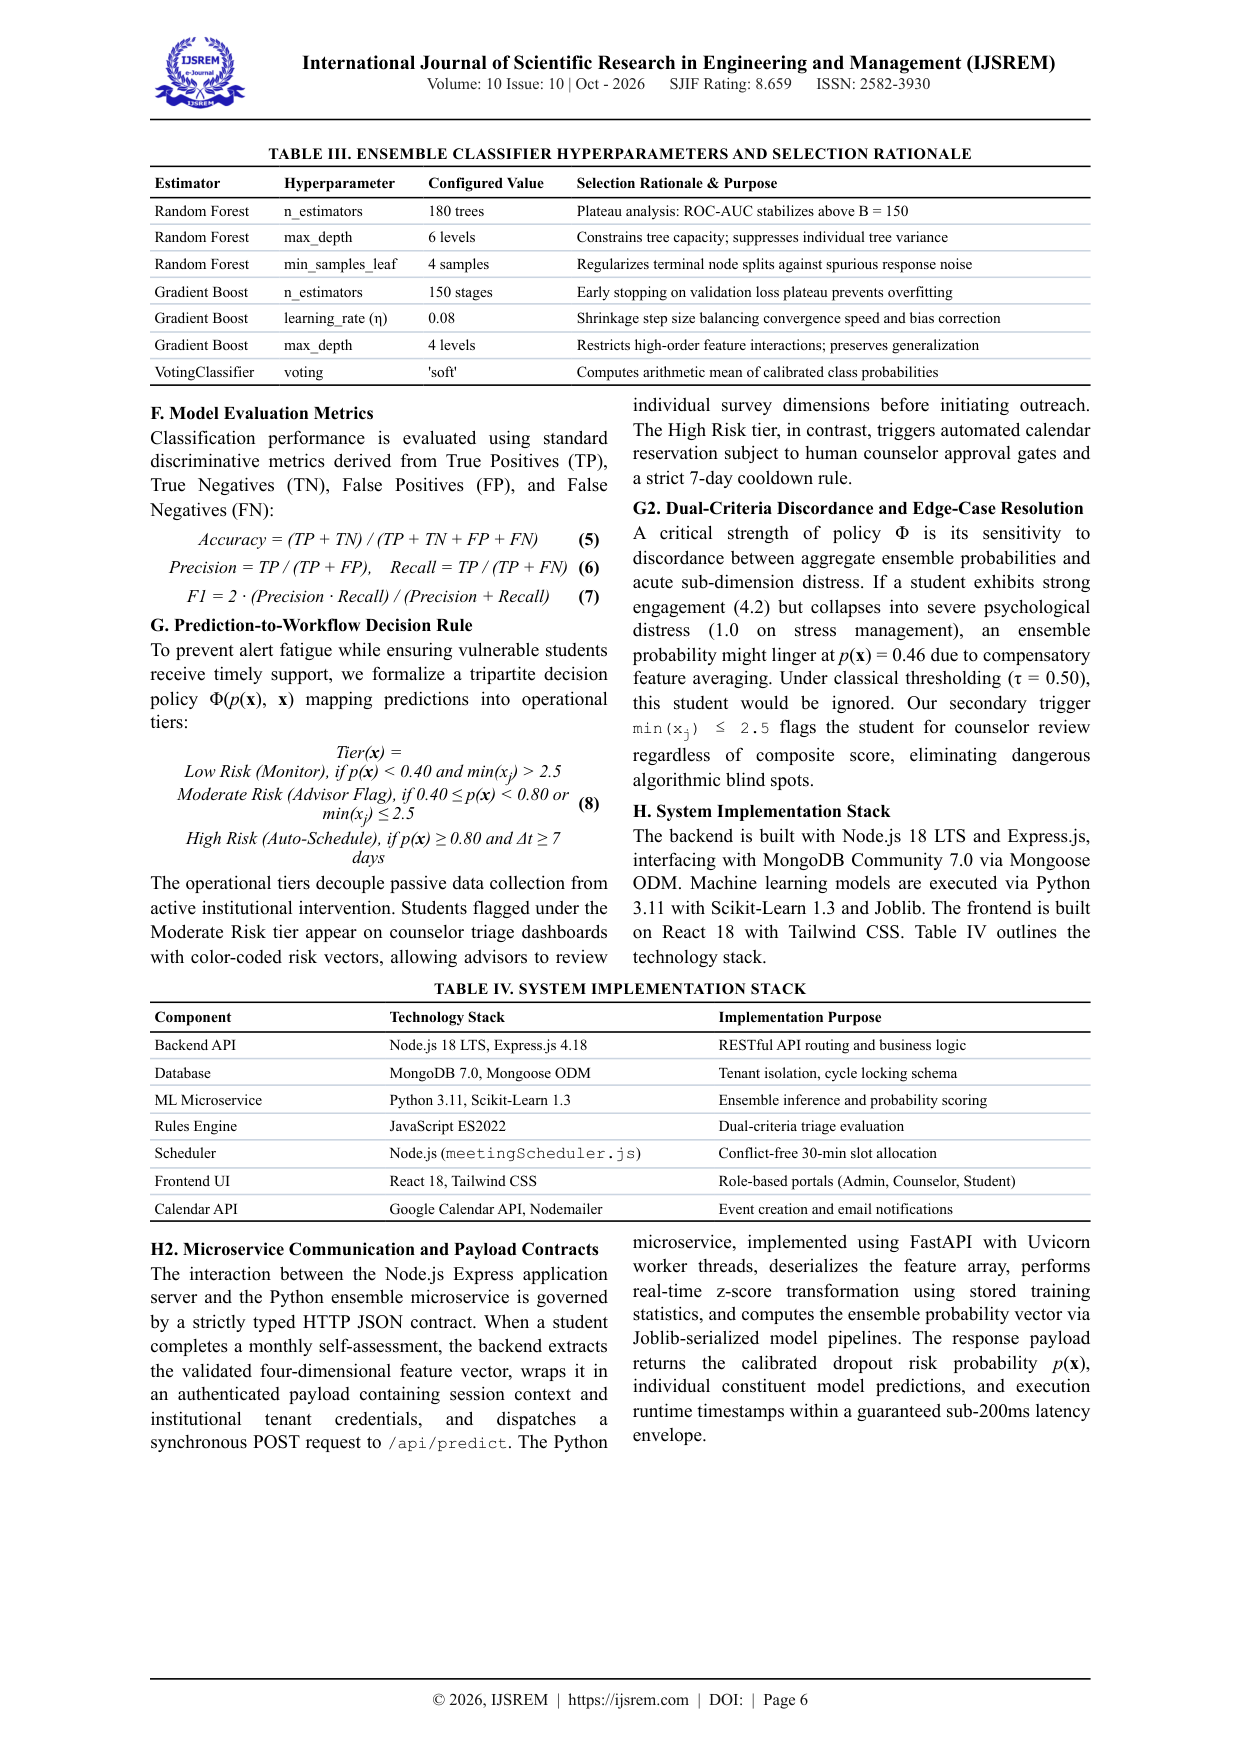 IJSREM
e-Journal
IJSREM
International Journal of Scientific Research in Engineering and Management (IJSREM)
Volume: 10 Issue: 10 | Oct - 2026 SJIF Rating: 8.659 ISSN: 2582-3930
TABLE III. ENSEMBLE CLASSIFIER HYPERPARAMETERS AND SELECTION RATIONALE
Estimator Hyperparameter Configured Value Selection Rationale & Purpose
Random Forest n_estimators 180 trees Plateau analysis: ROC-AUC stabilizes above B = 150
Random Forest max_depth 6 levels Constrains tree capacity; suppresses individual tree variance
Random Forest min_samples_leaf 4 samples Regularizes terminal node splits against spurious response noise
Gradient Boost n_estimators 150 stages Early stopping on validation loss plateau prevents overfitting
Gradient Boost learning_rate (η) 0.08 Shrinkage step size balancing convergence speed and bias correction
Gradient Boost max_depth 4 levels Restricts high-order feature interactions; preserves generalization
VotingClassifier voting 'soft' Computes arithmetic mean of calibrated class probabilities
F. Model Evaluation Metrics
Classification performance is evaluated using standard
discriminative metrics derived from True Positives (TP),
True Negatives (TN), False Positives (FP), and False
Negatives (FN):
Accuracy = (TP + TN) / (TP + TN + FP + FN) (5)
Precision = TP / (TP + FP), Recall = TP / (TP + FN) (6)
F1 = 2 · (Precision · Recall) / (Precision + Recall) (7)
G. Prediction-to-Workflow Decision Rule
To prevent alert fatigue while ensuring vulnerable students
receive timely support, we formalize a tripartite decision
policy Φ(p(x), x) mapping predictions into operational
tiers:
Tier(x) =
Low Risk (Monitor), if p(x) < 0.40 and min(xj) > 2.5
Moderate Risk (Advisor Flag), if 0.40 ≤ p(x) < 0.80 or
min(xj) ≤ 2.5
(8)
High Risk (Auto-Schedule), if p(x) ≥ 0.80 and Δt ≥ 7
days
The operational tiers decouple passive data collection from
active institutional intervention. Students flagged under the
Moderate Risk tier appear on counselor triage dashboards
with color-coded risk vectors, allowing advisors to review
individual survey dimensions before initiating outreach.
The High Risk tier, in contrast, triggers automated calendar
reservation subject to human counselor approval gates and
a strict 7-day cooldown rule.
G2. Dual-Criteria Discordance and Edge-Case Resolution
A critical strength of policy Φ is its sensitivity to
discordance between aggregate ensemble probabilities and
acute sub-dimension distress. If a student exhibits strong
engagement (4.2) but collapses into severe psychological
distress (1.0 on stress management), an ensemble
probability might linger at p(x) = 0.46 due to compensatory
feature averaging. Under classical thresholding (τ = 0.50),
this student would be ignored. Our secondary trigger
min(xj) ≤ 2.5 flags the student for counselor review
regardless of composite score, eliminating dangerous
algorithmic blind spots.
H. System Implementation Stack
The backend is built with Node.js 18 LTS and Express.js,
interfacing with MongoDB Community 7.0 via Mongoose
ODM. Machine learning models are executed via Python
3.11 with Scikit-Learn 1.3 and Joblib. The frontend is built
on React 18 with Tailwind CSS. Table IV outlines the
technology stack.
TABLE IV. SYSTEM IMPLEMENTATION STACK
Component Technology Stack Implementation Purpose
Backend API Node.js 18 LTS, Express.js 4.18 RESTful API routing and business logic
Database MongoDB 7.0, Mongoose ODM Tenant isolation, cycle locking schema
ML Microservice Python 3.11, Scikit-Learn 1.3 Ensemble inference and probability scoring
Rules Engine JavaScript ES2022 Dual-criteria triage evaluation
Scheduler Node.js (meetingScheduler.js) Conflict-free 30-min slot allocation
Frontend UI React 18, Tailwind CSS Role-based portals (Admin, Counselor, Student)
Calendar API Google Calendar API, Nodemailer Event creation and email notifications
H2. Microservice Communication and Payload Contracts
The interaction between the Node.js Express application
server and the Python ensemble microservice is governed
by a strictly typed HTTP JSON contract. When a student
completes a monthly self-assessment, the backend extracts
the validated four-dimensional feature vector, wraps it in
an authenticated payload containing session context and
institutional tenant credentials, and dispatches a
synchronous POST request to /api/predict. The Python
microservice, implemented using FastAPI with Uvicorn
worker threads, deserializes the feature array, performs
real-time z-score transformation using stored training
statistics, and computes the ensemble probability vector via
Joblib-serialized model pipelines. The response payload
returns the calibrated dropout risk probability p(x),
individual constituent model predictions, and execution
runtime timestamps within a guaranteed sub-200ms latency
envelope.
© 2026, IJSREM | https://ijsrem.com | DOI: | Page 6